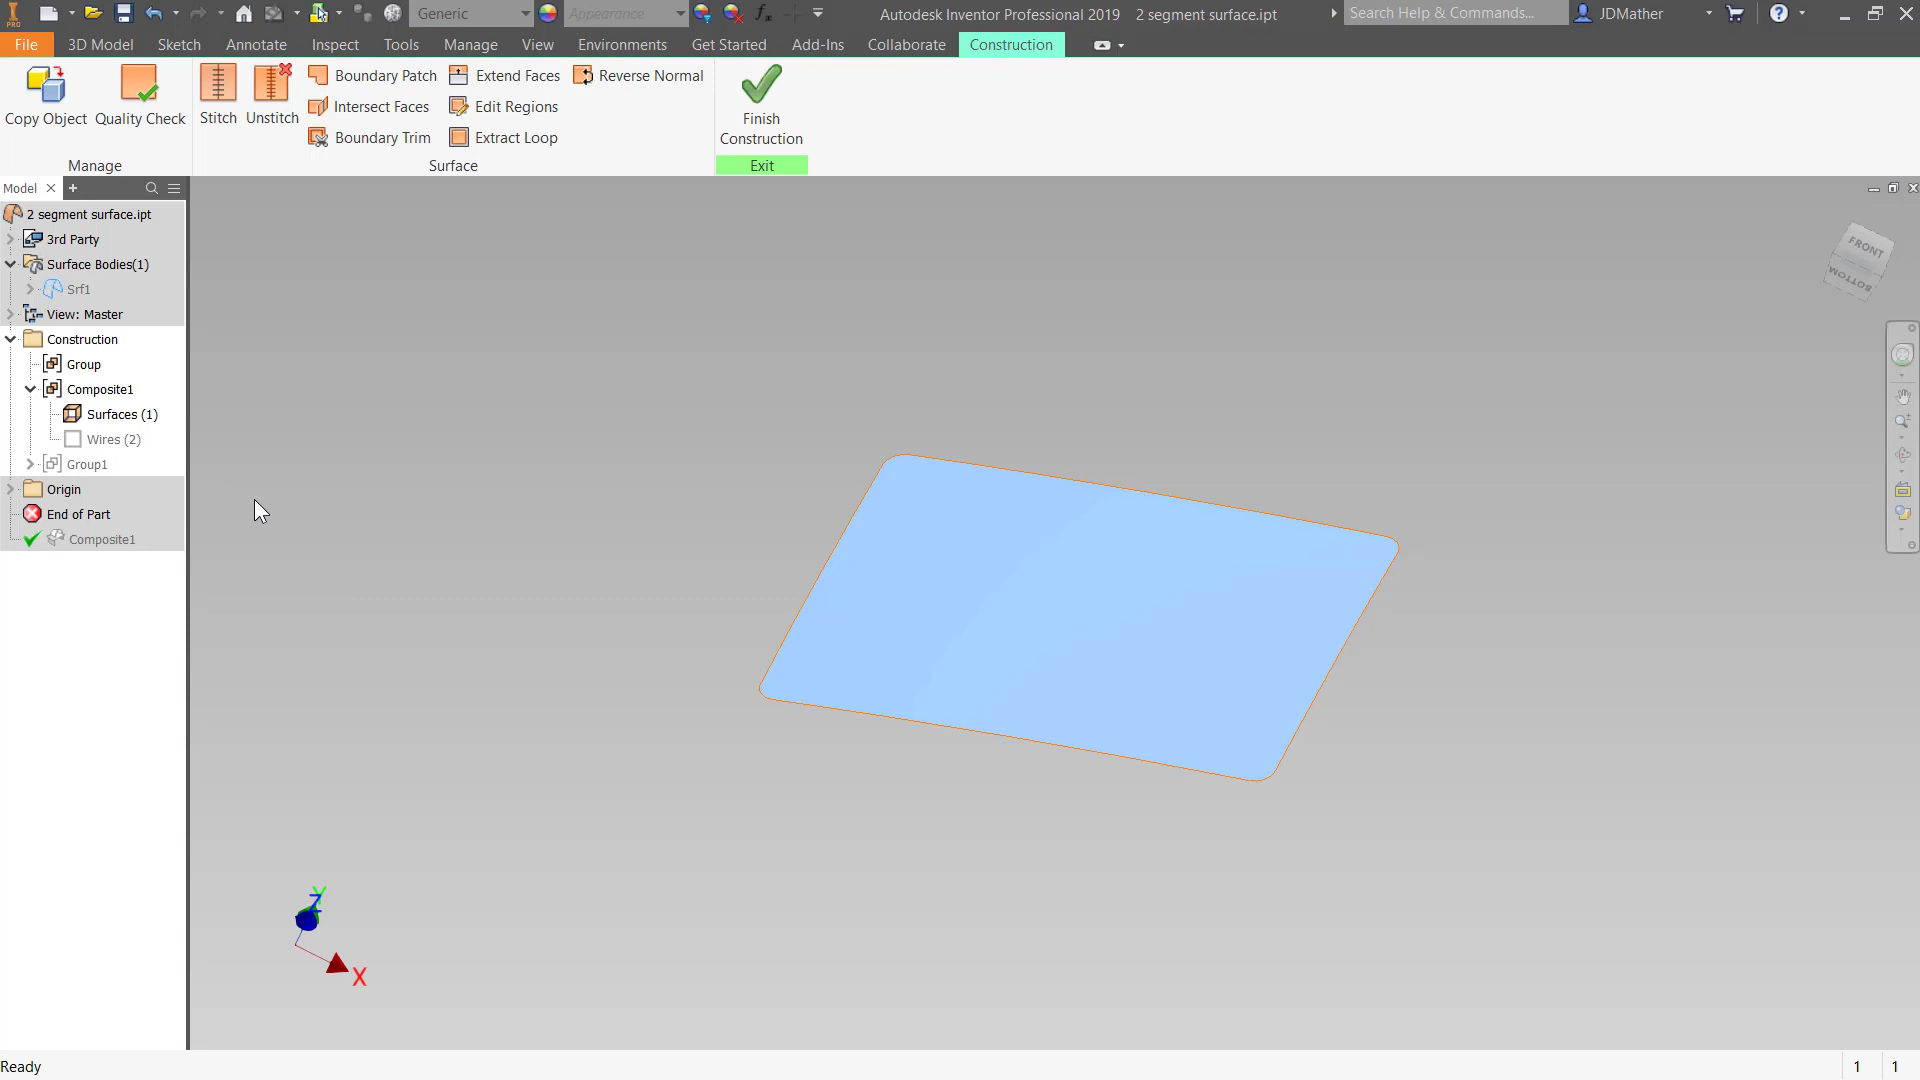 Generic
Appearance
Autodesk Inventor Professional 2019 2 segment surface.ipt
Search Help & Commands...
JDMather
PRO
File 3D Model Sketch Annotate Inspect Tools Manage View Environments Get Started Add-Ins Collaborate Construction
Copy Object
Quality Check
Stitch
Unstitch
Boundary Patch
Extend Faces
Reverse Normal
Intersect Faces
Edit Regions
Boundary Trim
Extract Loop
Finish
Construction
Manage
Surface
Exit
Model
2 segment surface.ipt
3rd Party
Surface Bodies(1)
Srf1
View: Master
Construction
Group
Composite1
Surfaces (1)
Wires (2)
Group1
Origin
End of Part
Composite1
FRONT
BOTTOM
Y
Z
X
Ready
1 1